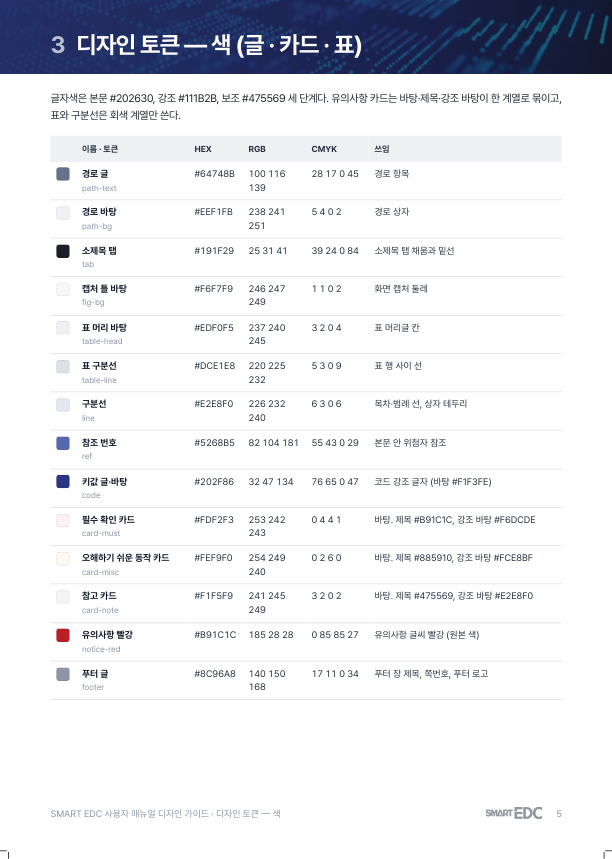 3 디자인 토큰 — 색 (글 · 카드 · 표)
글자색은 본문 #202630, 강조 #111B2B, 보조 #475569 세 단계다. 유의사항 카드는 바탕·제목·강조 바탕이 한 계열로 묶이고,
표와 구분선은 회색 계열만 쓴다.
이름 · 토큰 HEX RGB CMYK 쓰임
경로 글 #64748B 100 116 28 17 0 45 경로 항목
path-text 139
경로 바탕 #EEF1FB 238 241 5 4 0 2 경로 상자
path-bg 251
소제목 탭 #191F29 25 31 41 39 24 0 84 소제목 탭 채움과 밑선
tab
캡처 틀 바탕 #F6F7F9 246 247 1 1 0 2 화면 캡처 둘레
fig-bg 249
표 머리 바탕 #EDF0F5 237 240 3 2 0 4 표 머리글 칸
table-head 245
표 구분선 #DCE1E8 220 225 5 3 0 9 표 행 사이 선
table-line 232
구분선 #E2E8F0 226 232 6 3 0 6 목차·범례 선, 상자 테두리
line 240
참조 번호 #5268B5 82 104 181 55 43 0 29 본문 안 위첨자 참조
ref
키값 글·바탕 #202F86 32 47 134 76 65 0 47 코드 강조 글자 (바탕 #F1F3FE)
code
필수 확인 카드 #FDF2F3 253 242 0 4 4 1 바탕. 제목 #B91C1C, 강조 바탕 #F6DCDE
card-must 243
오해하기 쉬운 동작 카드 #FEF9F0 254 249 0 2 6 0 바탕. 제목 #885910, 강조 바탕 #FCE8BF
card-misc 240
참고 카드 #F1F5F9 241 245 3 2 0 2 바탕. 제목 #475569, 강조 바탕 #E2E8F0
card-note 249
유의사항 빨강 #B91C1C 185 28 28 0 85 85 27 유의사항 글씨 빨강 (원본 색)
notice-red
푸터 글 #8C96A8 140 150 17 11 0 34 푸터 장 제목, 쪽번호, 푸터 로고
footer 168
SMART EDC 사용자 매뉴얼 디자인 가이드 · 디자인 토큰 — 색 SMART EDC 5